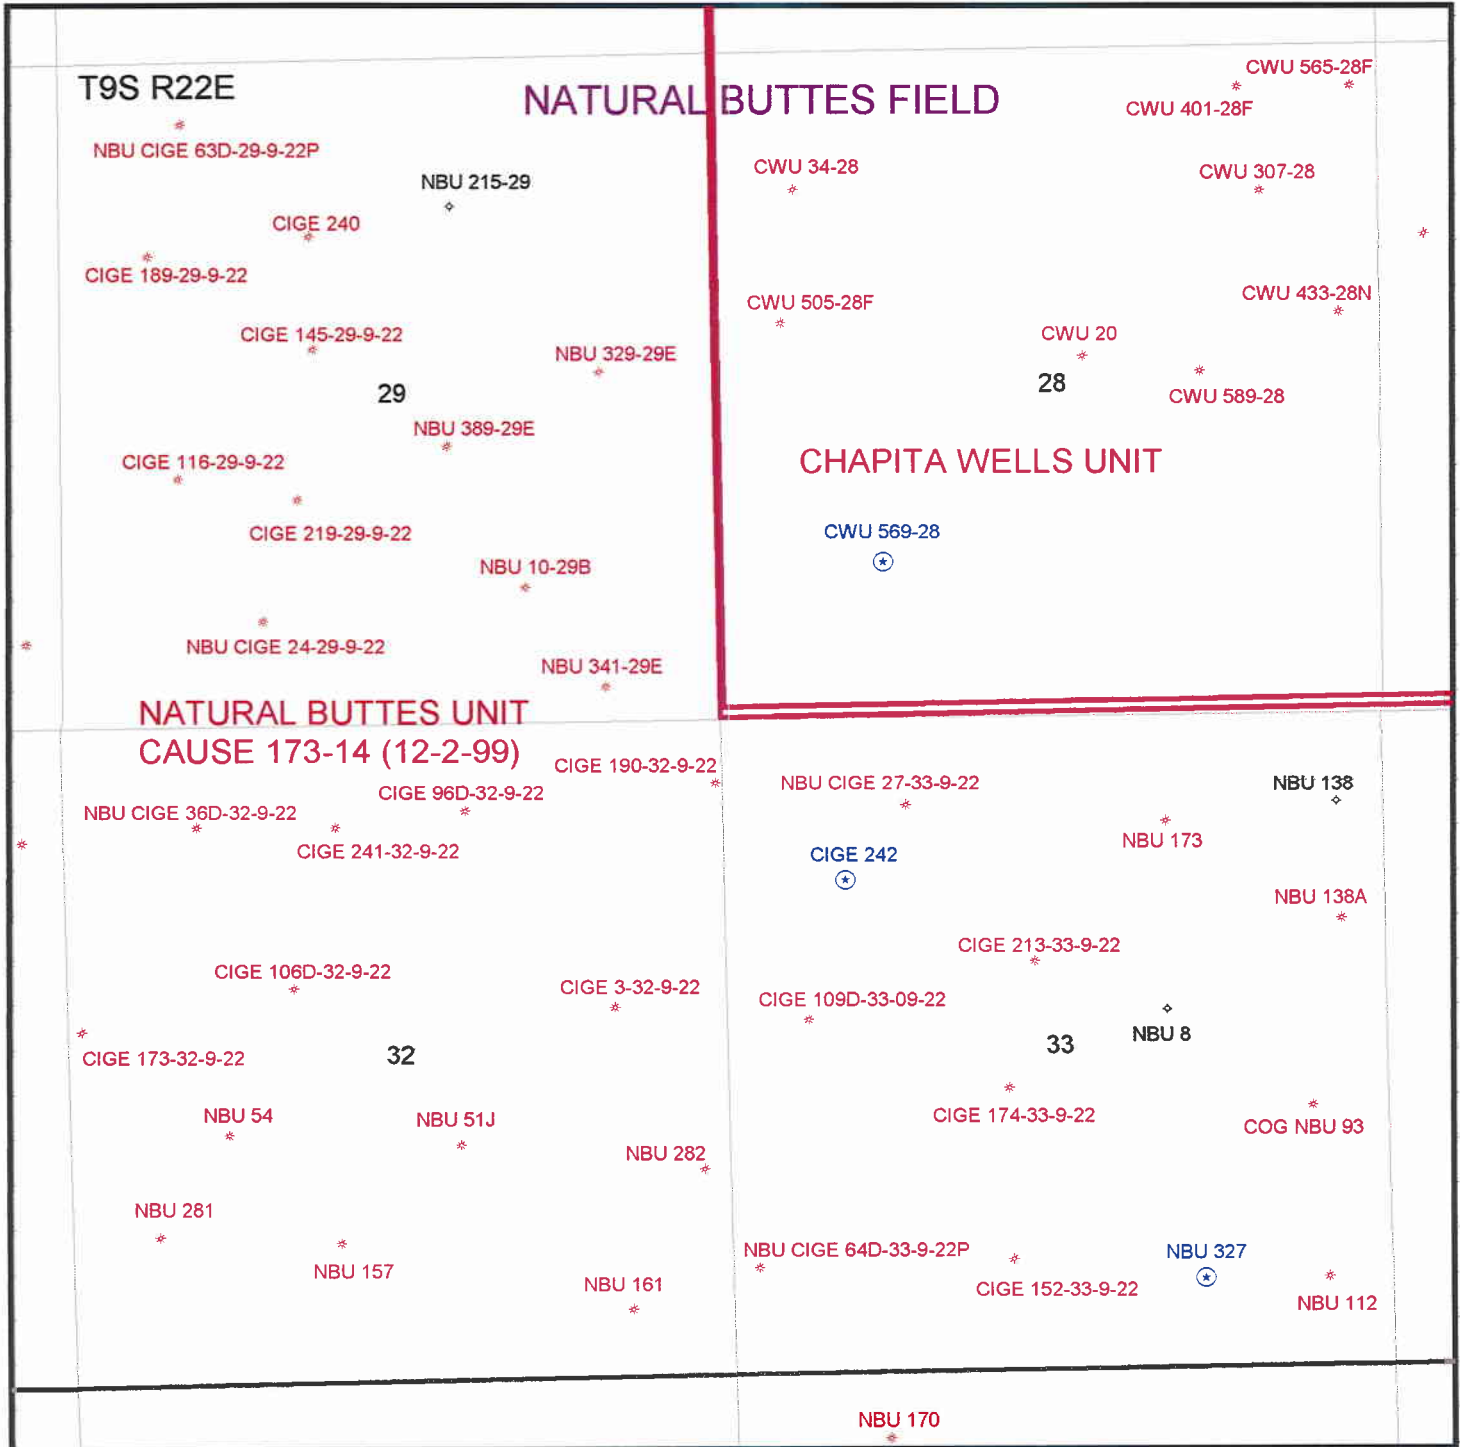 T9S R22E
NATURAL BUTTES FIELD
CWU 565-28F
CWU 401-28F
NBU CIGE 63D-29-9-22P
NBU 215-29
CWU 34-28
CWU 307-28
CIGE 240
CIGE 189-29-9-22
CWU 505-28F
CWU 433-28N
CIGE 145-29-9-22
NBU 329-29E
CWU 20
29
28
CWU 589-28
NBU 389-29E
CIGE 116-29-9-22
CHAPITA WELLS UNIT
CIGE 219-29-9-22
CWU 569-28
NBU 10-29B
NBU CIGE 24-29-9-22
NBU 341-29E
NATURAL BUTTES UNIT
CAUSE 173-14 (12-2-99)
CIGE 190-32-9-22
NBU CIGE 27-33-9-22
NBU 138
CIGE 96D-32-9-22
NBU CIGE 36D-32-9-22
NBU 173
CIGE 241-32-9-22
CIGE 242
NBU 138A
CIGE 213-33-9-22
CIGE 106D-32-9-22
CIGE 3-32-9-22
CIGE 109D-33-09-22
NBU 8
33
CIGE 173-32-9-22
32
NBU 54
NBU 51J
CIGE 174-33-9-22
COG NBU 93
NBU 282
NBU 281
NBU CIGE 64D-33-9-22P
NBU 327
NBU 157
NBU 161
CIGE 152-33-9-22
NBU 112
NBU 170